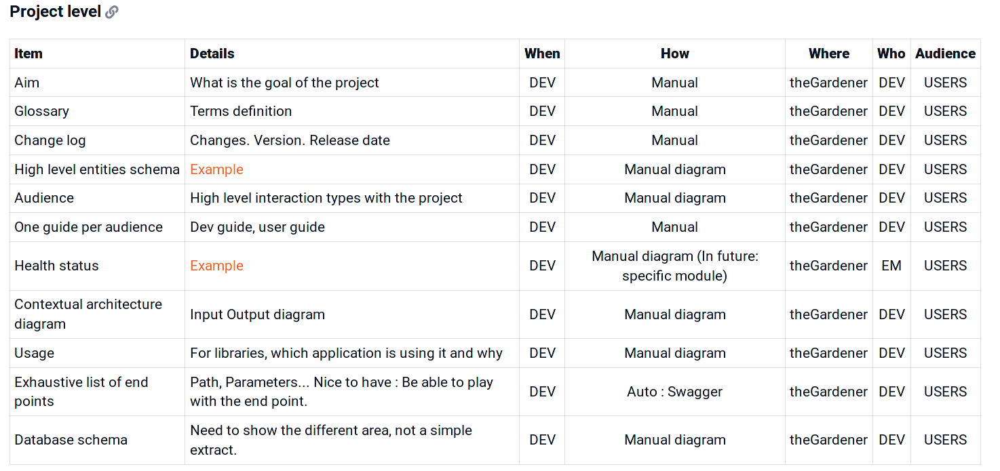 Project level
Item Details When How Where Who Audience
Aim What is the goal of the project DEV Manual theGardener DEV USERS
Glossary Terms definition DEV Manual theGardener DEV USERS
Change log Changes. Version. Release date DEV Manual theGardener DEV USERS
High level entities schema Example DEV Manual diagram theGardener DEV USERS
Audience High level interaction types with the project DEV Manual diagram theGardener DEV USERS
One guide per audience Dev guide, user guide DEV Manual theGardener DEV USERS
Health status Example DEV Manual diagram (In future:
specific module) theGardener EM USERS
Contextual architecture
diagram Input Output diagram DEV Manual diagram theGardener DEV USERS
Usage For libraries, which application is using it and why DEV Manual diagram theGardener DEV USERS
Exhaustive list of end
points Path, Parameters... Nice to have : Be able to play
with the end point. DEV Auto : Swagger theGardener DEV USERS
Database schema Need to show the different area, not a simple
extract. DEV Manual diagram theGardener DEV USERS